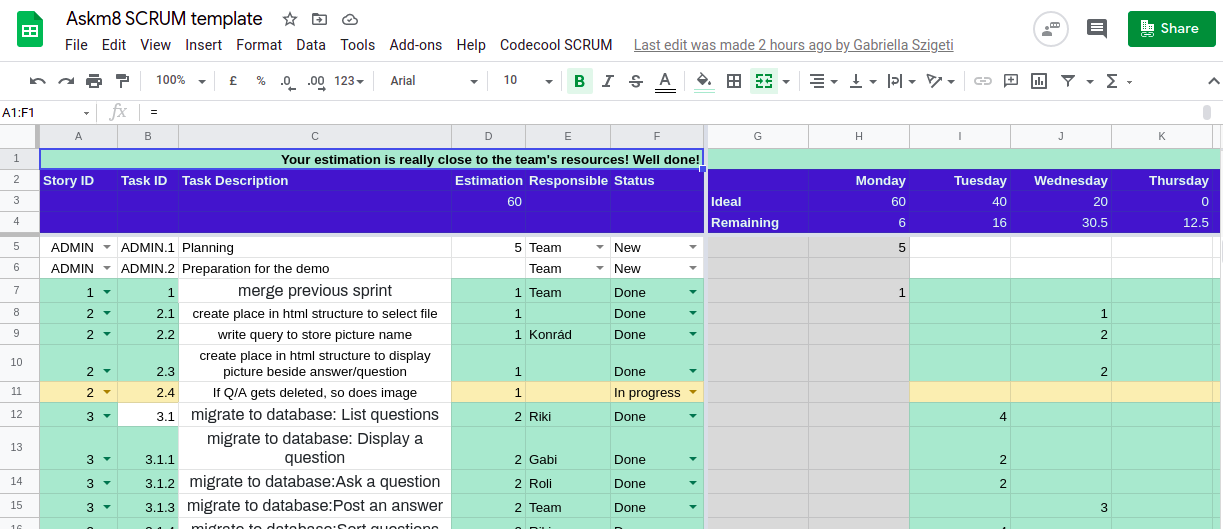 Askm8 SCRUM template
File Edit View Insert Format Data Tools Add-ons Help Codecool SCRUM Last edit was made 2 hours ago by Gabriella Szigeti
Share
100% £ % .0 .00 123 Arial 10 B I S A Σ
A1:F1 fx =
A B C D E F G H I J K
1 Your estimation is really close to the team's resources! Well done!
2 Story ID Task ID Task Description Estimation Responsible Status Monday Tuesday Wednesday Thursday
3 60 Ideal 60 40 20 0
4 Remaining 6 16 30.5 12.5
5 ADMIN ADMIN.1 Planning 5 Team New 5
6 ADMIN ADMIN.2 Preparation for the demo Team New
7 1 1 merge previous sprint 1 Team Done 1
8 2 2.1 create place in html structure to select file 1 Done 1
9 2 2.2 write query to store picture name 1 Konrád Done 2
create place in html structure to display
10 2 2.3 picture beside answer/question 1 Done 2
11 2 2.4 If Q/A gets deleted, so does image 1 In progress
12 3 3.1 migrate to database: List questions 2 Riki Done 4
migrate to database: Display a
13 3 3.1.1 question 2 Gabi Done 2
14 3 3.1.2 migrate to database:Ask a question 2 Roli Done 2
15 3 3.1.3 migrate to database:Post an answer 2 Team Done 3